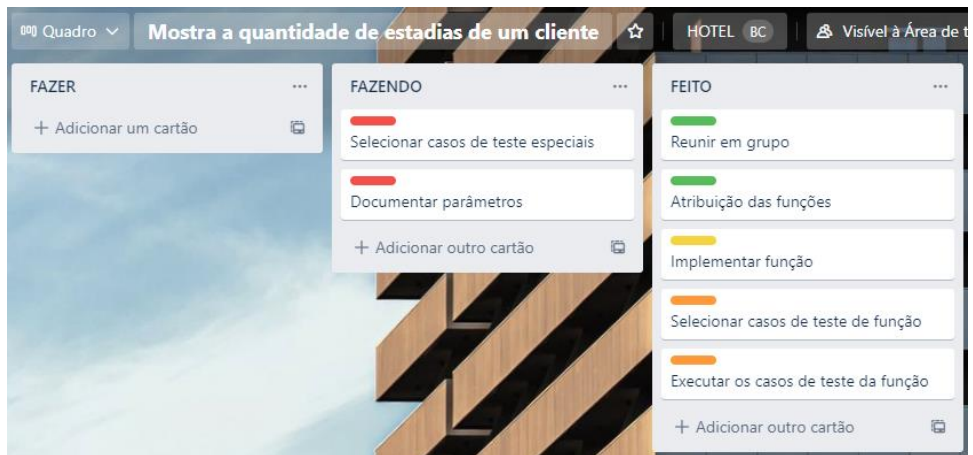 Quadro
Mostra a quantidade de estadias de um cliente
HOTEL BC
Visível à Área de t
FAZER
+ Adicionar um cartão
FAZENDO
Selecionar casos de teste especiais
Documentar parâmetros
+ Adicionar outro cartão
FEITO
Reunir em grupo
Atribuição das funções
Implementar função
Selecionar casos de teste de função
Executar os casos de teste da função
+ Adicionar outro cartão